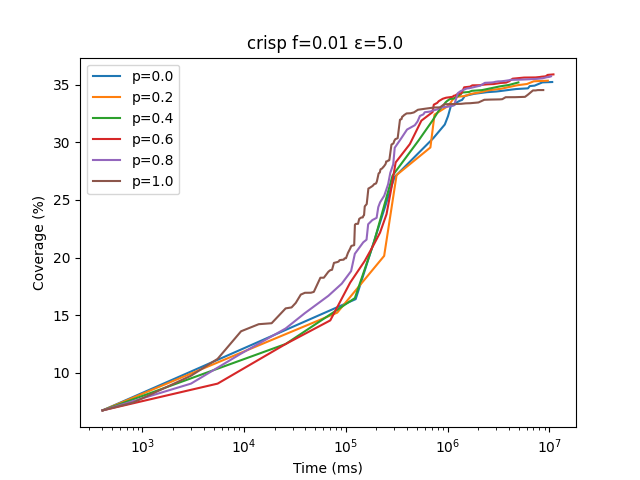 crisp f=0.01 ε=5.0
p=0.0
p=0.2
p=0.4
p=0.6
p=0.8
p=1.0
35
30
25
20
15
10
Coverage (%)
10³ 10⁴ 10⁵ 10⁶ 10⁷
Time (ms)